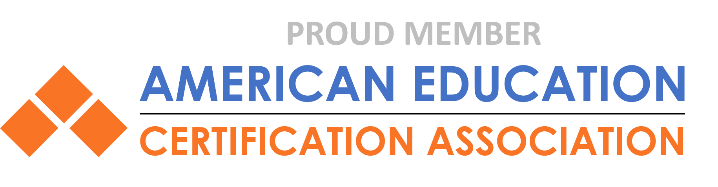 PROUD MEMBER
AMERICAN EDUCATION
CERTIFICATION ASSOCIATION